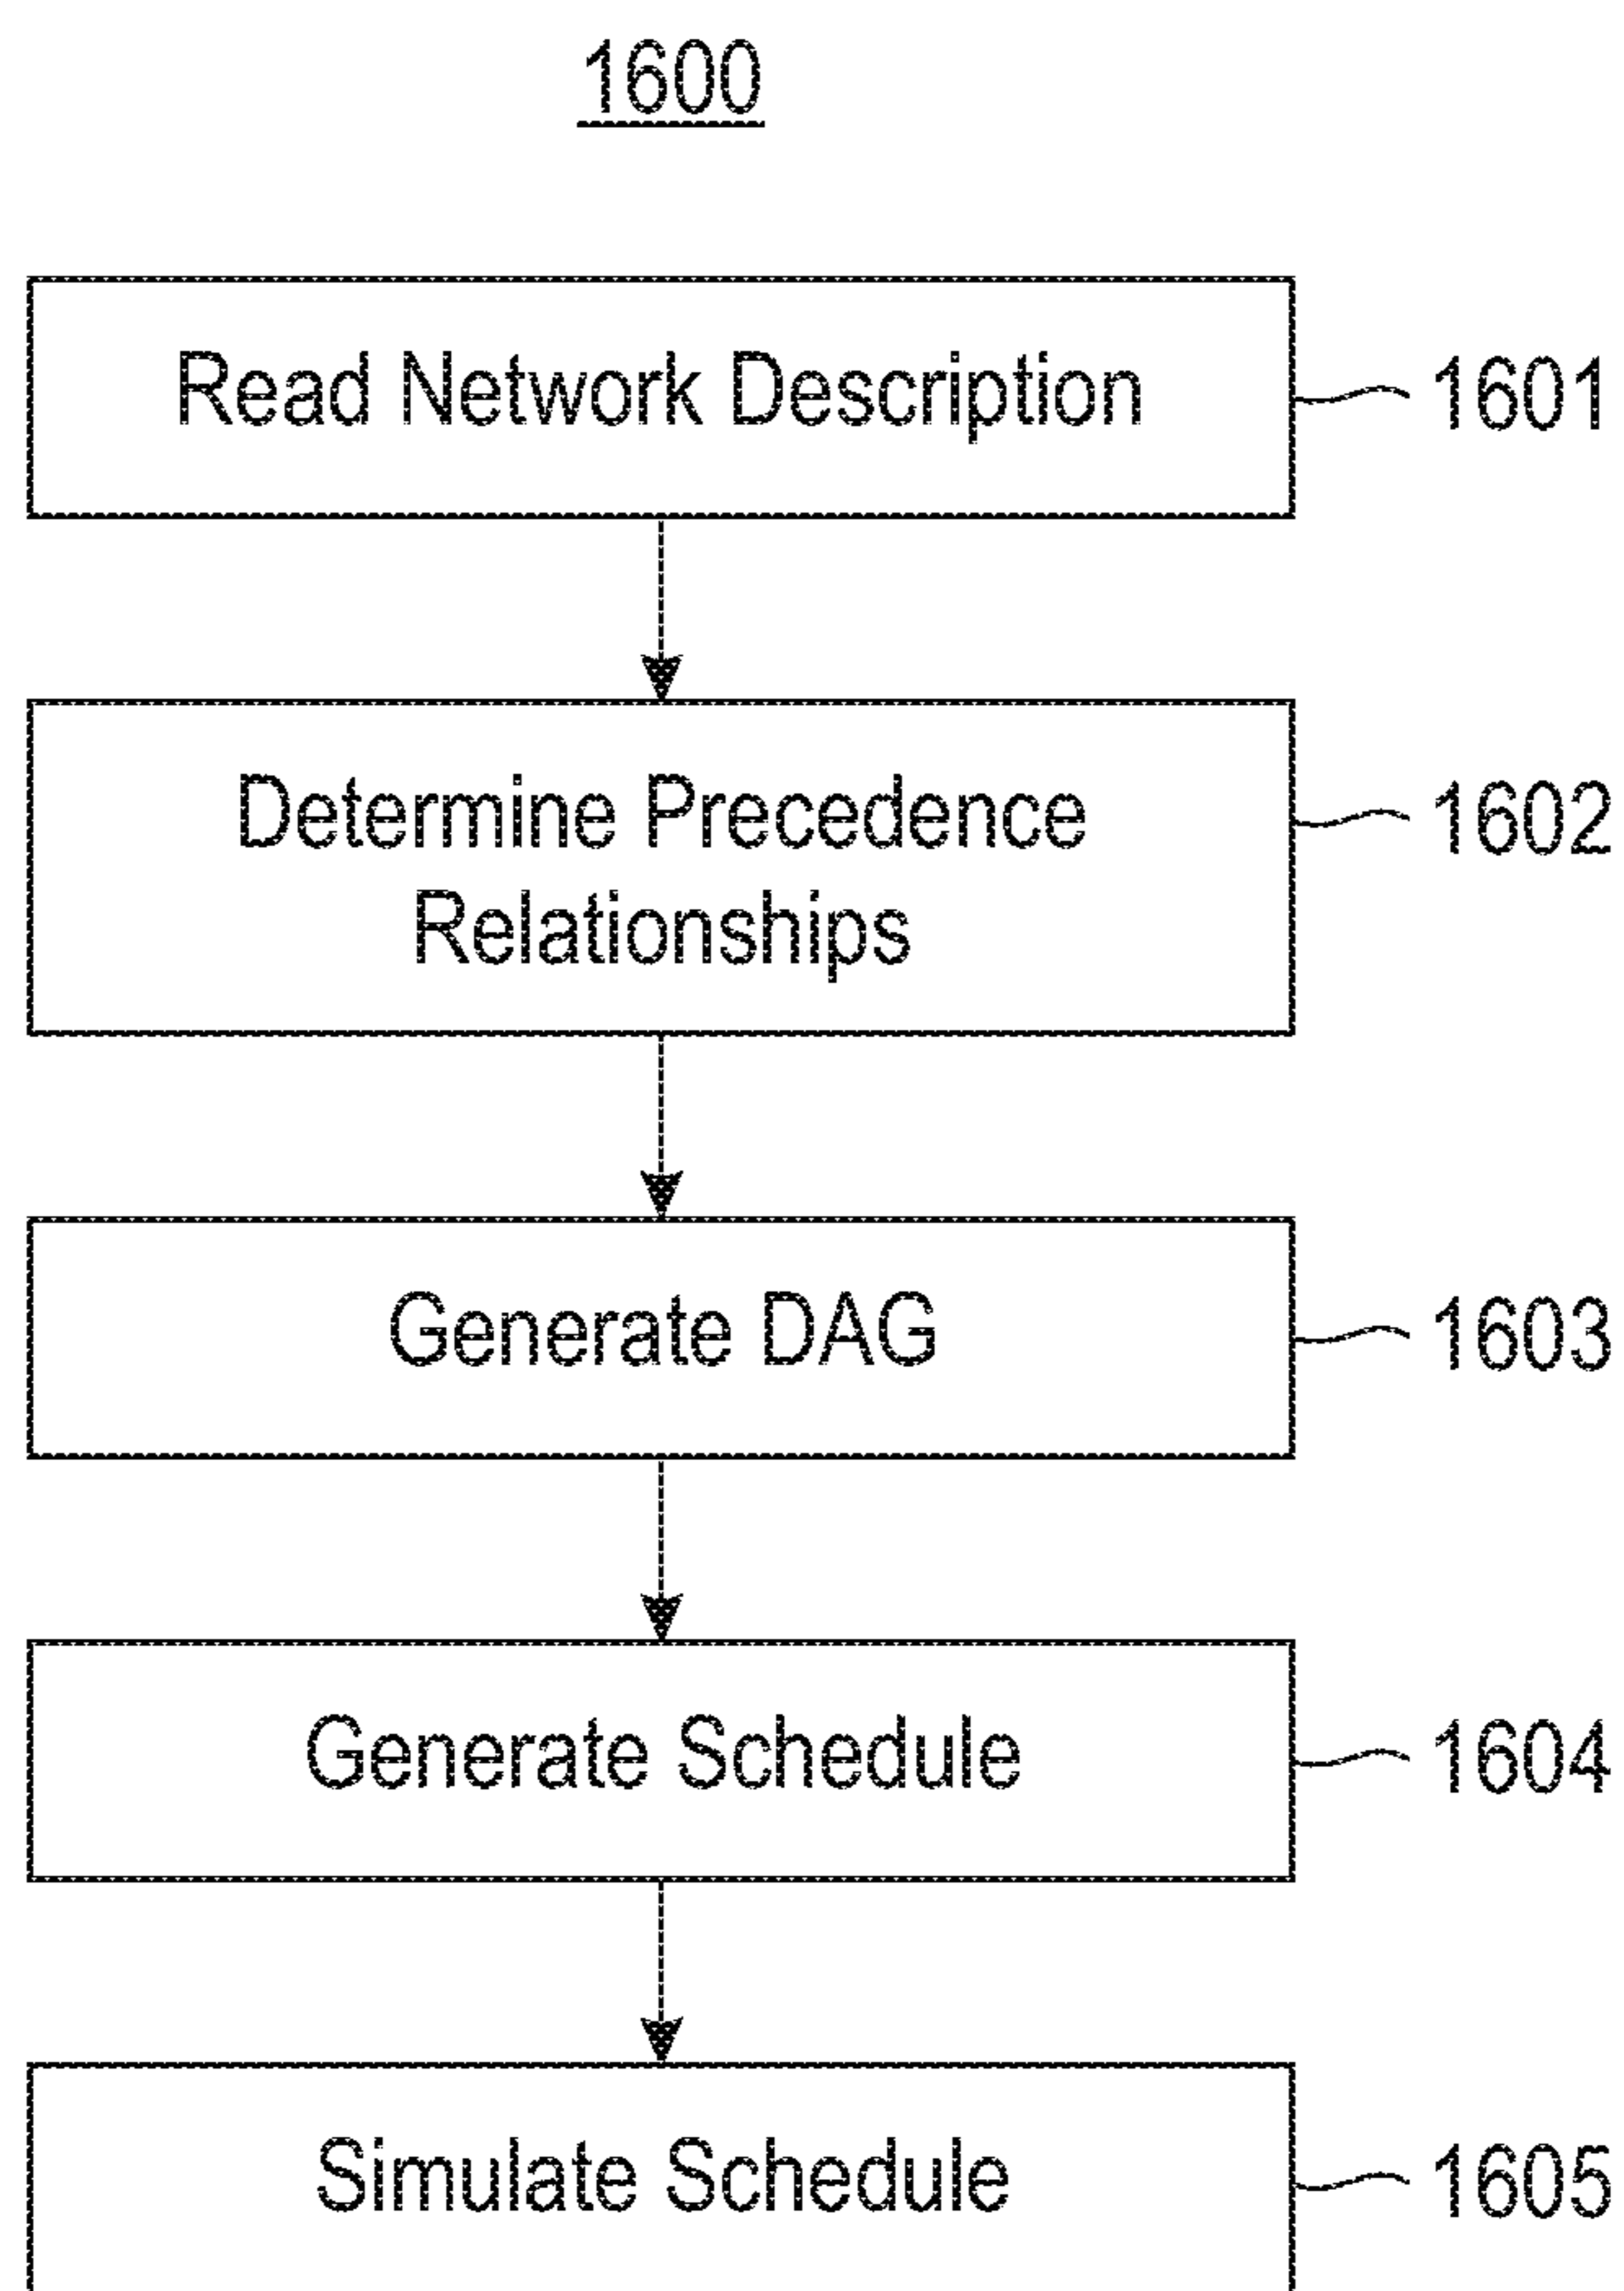 1600
Read Network Description
1601
Determine Precedence
Relationships
1602
Generate DAG
1603
Generate Schedule
1604
Simulate Schedule
1605